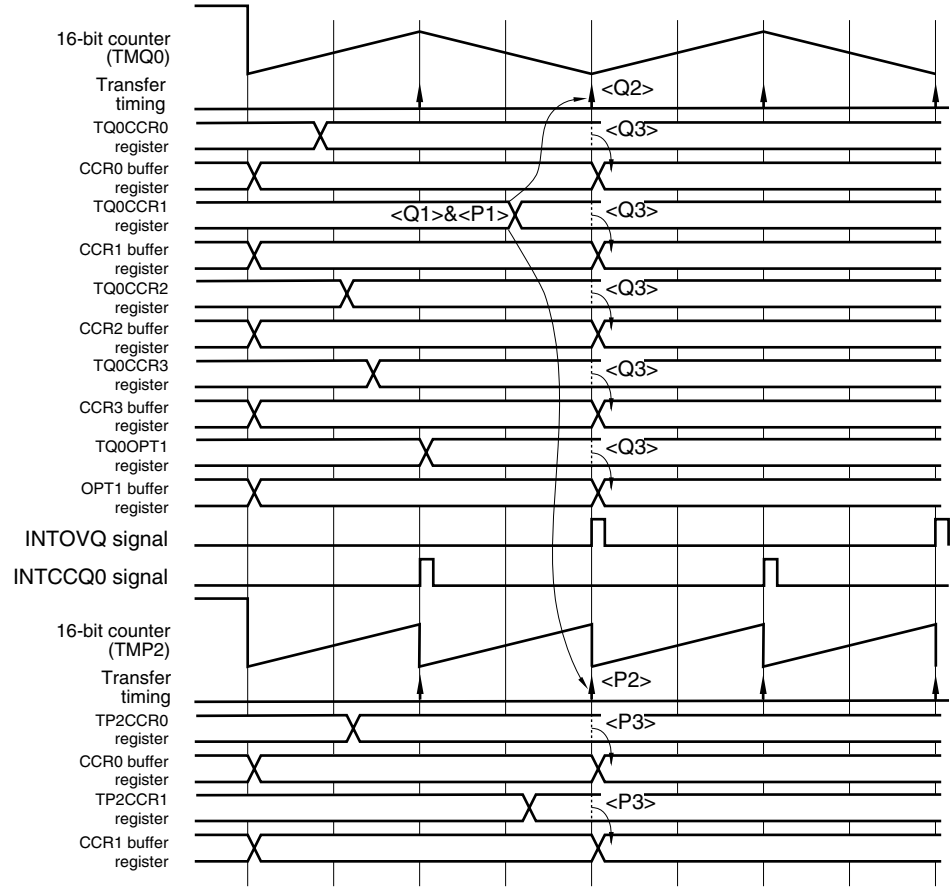 16-bit counter
(TMQ0)
Transfer
timing
<Q2>
TQ0CCR0
register
<Q3>
CCR0 buffer
register
TQ0CCR1
register
<Q1>&<P1>
<Q3>
CCR1 buffer
register
TQ0CCR2
register
<Q3>
CCR2 buffer
register
TQ0CCR3
register
<Q3>
CCR3 buffer
register
TQ0OPT1
register
<Q3>
OPT1 buffer
register
INTOVQ signal
INTCCQ0 signal
16-bit counter
(TMP2)
Transfer
timing
<P2>
TP2CCR0
register
<P3>
CCR0 buffer
register
TP2CCR1
register
<P3>
CCR1 buffer
register